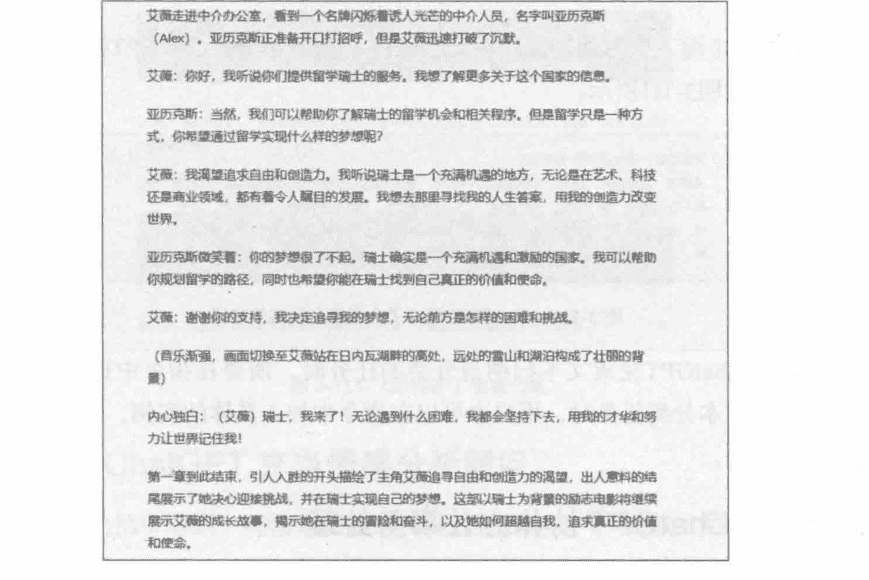 艾薇走进中介办公室，看到一个名牌闪烁着诱人光芒的中介人员，名字叫亚历克斯
（Alex）。亚历克斯正准备开口打招呼，但是艾薇迅速打破了沉默。
艾薇：你好，我听说你们提供留学瑞士的服务。我想了解更多关于这个国家的信息。
亚历克斯：当然，我们可以帮助你了解瑞士的留学机会和相关程序。但是留学只是一种方
式，你希望通过留学实现什么样的梦想呢？
艾薇：我渴望追求自由和创造力。我听说瑞士是一个充满机遇的地方，无论是在艺术、科技
还是商业领域，都有着令人瞩目的发展。我想去那里寻找我的人生答案，用我的创造力改变
世界。
亚历克斯微笑着：你的梦想很了不起。瑞士确实是一个充满机遇和激励的国家。我可以帮助
你规划留学的路径，同时也希望你能在瑞士找到自己真正的价值和使命。
艾薇：谢谢你的支持，我决定追寻我的梦想，无论前方是怎样的困难和挑战。
（音乐渐强，画面切换至艾薇站在日内瓦湖畔的高处，远处的雪山和湖泊构成了壮丽的背
景）
内心独白：（艾薇）瑞士，我来了！无论遇到什么困难，我都会坚持下去，用我的才华和努
力让世界记住我！
第一章到此结束，引人入胜的开头描绘了主角艾薇追寻自由和创造力的渴望，出人意料的结
尾展示了她决心迎接挑战，并在瑞士实现自己的梦想。这部以瑞士为背景的励志电影将继续
展示艾薇的成长故事，揭示她在瑞士的冒险和奋斗，以及她如何超越自我，追求真正的价值
和使命。